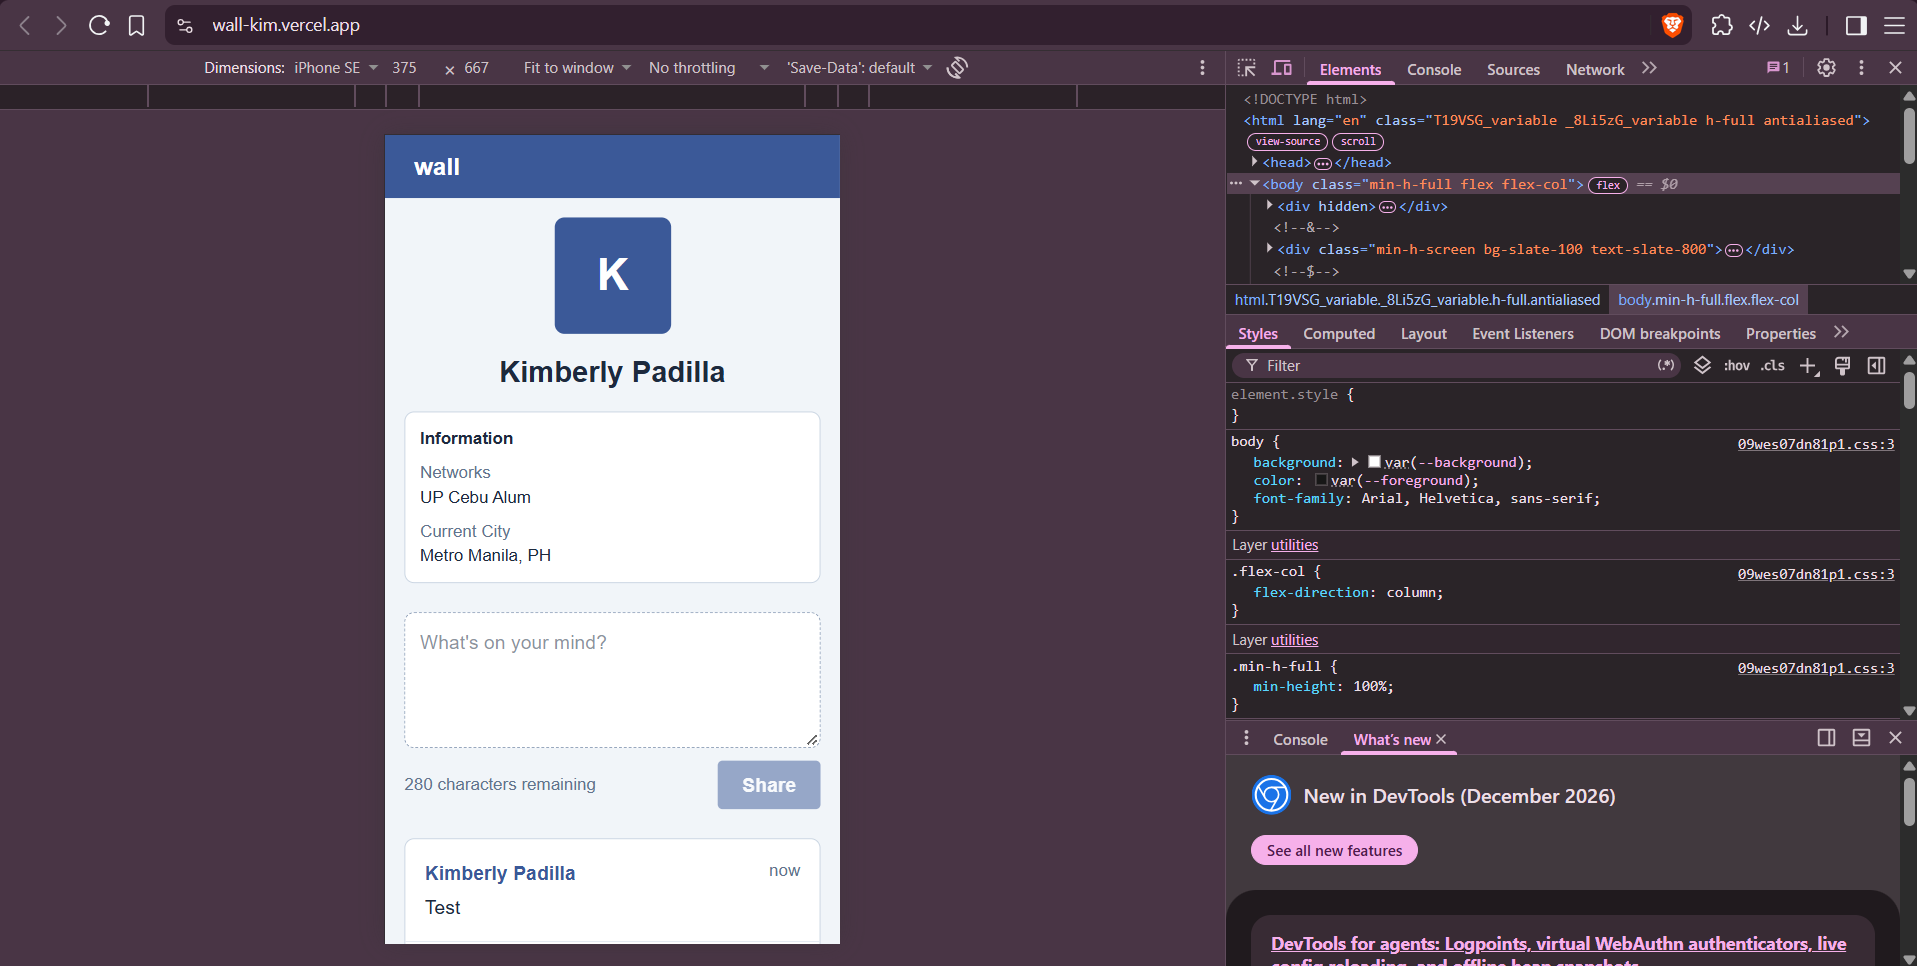 wall-kim.vercel.app
Dimensions: iPhone SE 375 × 667 Fit to window No throttling 'Save-Data': default
wall
K
Kimberly Padilla
Information
Networks
UP Cebu Alum
Current City
Metro Manila, PH
What's on your mind?
280 characters remaining
Share
Kimberly Padilla now
Test
Elements Console Sources Network 1
<!DOCTYPE html>
<html lang="en" class="T19VSG_variable _8Li5zG_variable h-full antialiased">
view-source scroll
<head> ••• </head>
••• <body class="min-h-full flex flex-col"> flex == $0
<div hidden> ••• </div>
<!--&-->
<div class="min-h-screen bg-slate-100 text-slate-800"> ••• </div>
<!--$-->
html.T19VSG_variable._8Li5zG_variable.h-full.antialiased body.min-h-full.flex.flex-col
Styles Computed Layout Event Listeners DOM breakpoints Properties
Filter (.*) :hov .cls
element.style {
}
body { 09wes07dn81p1.css:3
background: var(--background);
color: var(--foreground);
font-family: Arial, Helvetica, sans-serif;
}
Layer utilities
.flex-col { 09wes07dn81p1.css:3
flex-direction: column;
}
Layer utilities
.min-h-full { 09wes07dn81p1.css:3
min-height: 100%;
}
Console What's new
New in DevTools (December 2026)
See all new features
DevTools for agents: Logpoints, virtual WebAuthn authenticators, live
config reloading, and offline heap snapshots